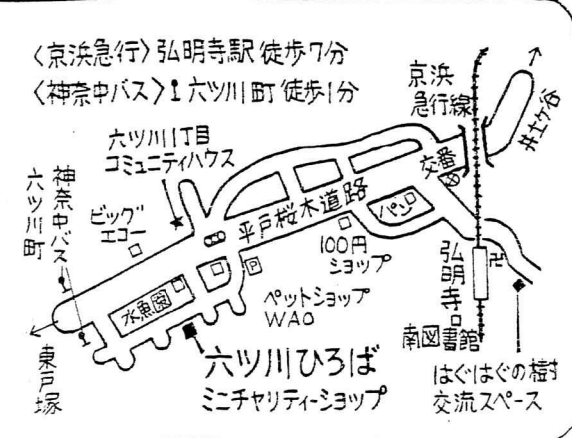 〈京浜急行〉弘明寺駅 徒歩7分
〈神奈中バス〉六ツ川町 徒歩1分
京浜
急行線
井土ケ谷
六ツ川1丁目
コミュニティハウス
交番
神奈中バス
六ツ川町
ビッグ
エコー
平戸桜木道路
パン
100円
ショップ
弘明寺
卍
水魚園
ペットショップ
WAO
南図書館
東戸塚
六ツ川ひろば
ミニチャリティーショップ
はぐはぐの樹
交流スペース